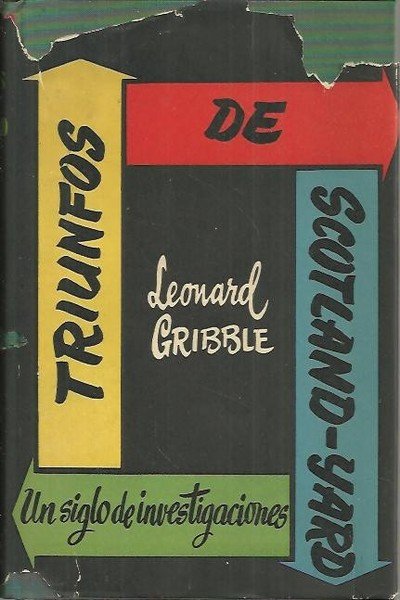 TRIUNFOS
DE
SCOTLAND-YARD
Leonard
GRIBBLE
Un siglo de investigaciones